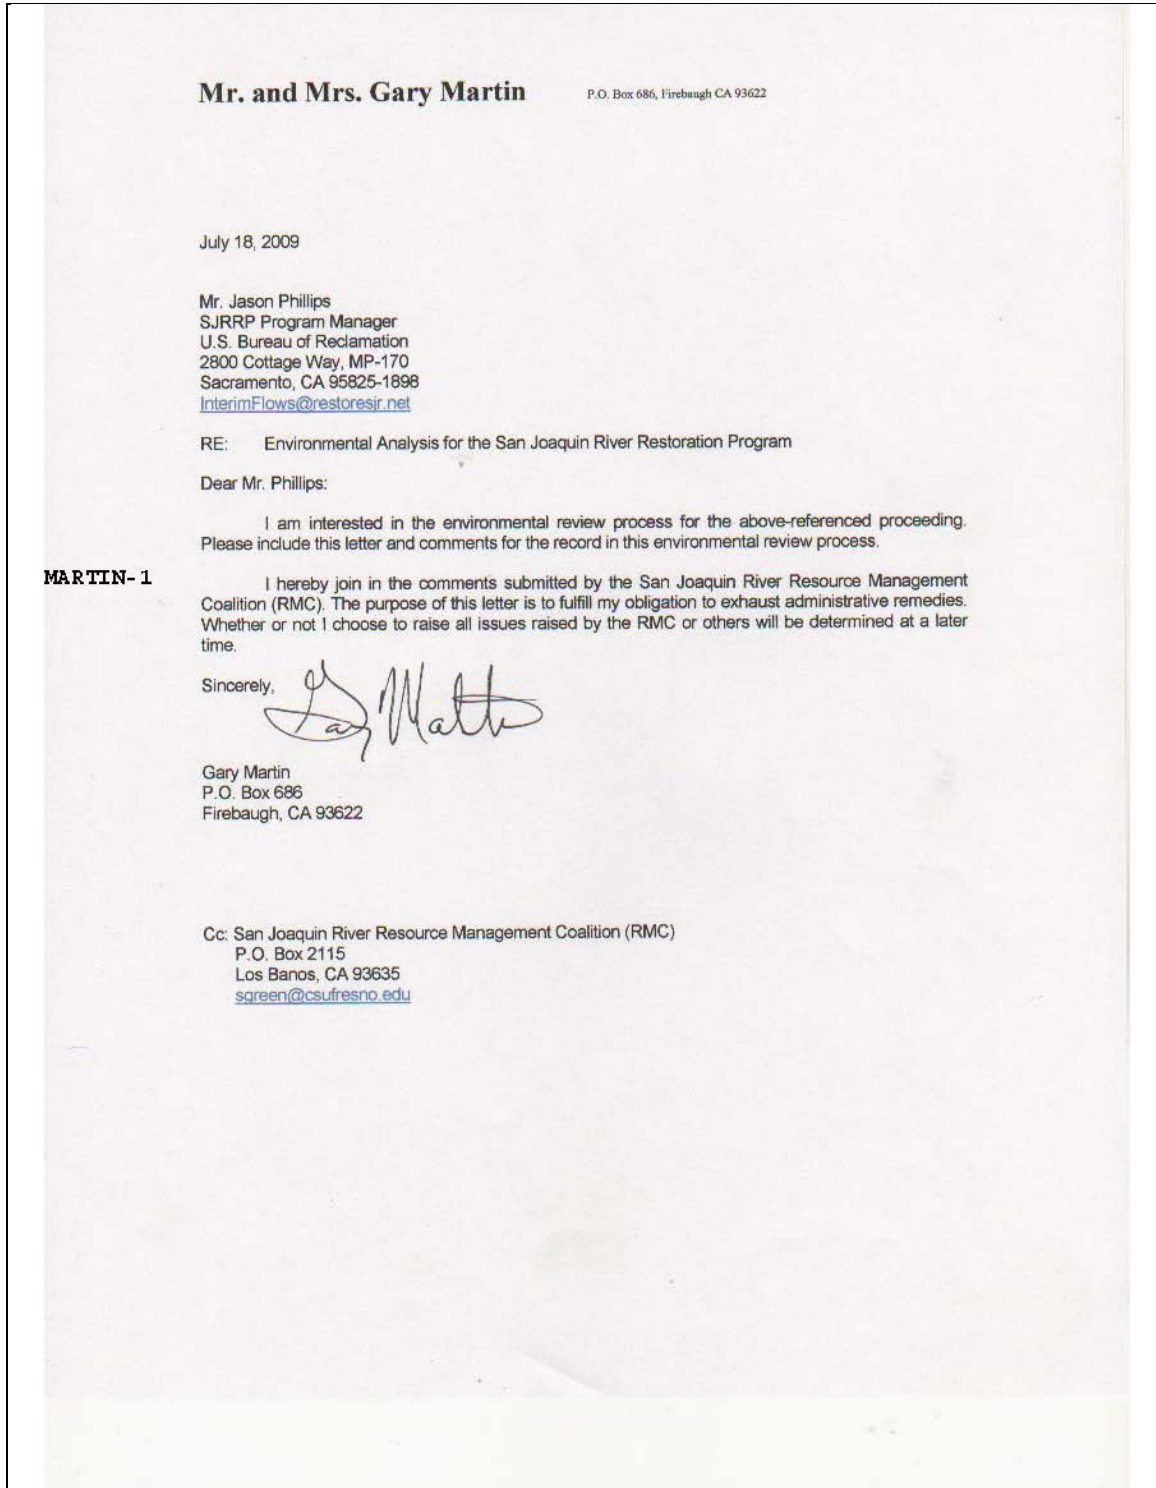 Mr. and Mrs. Gary Martin P.O. Box 686, Firebaugh CA 93622
July 18, 2009
Mr. Jason Phillips
SJRRP Program Manager
U.S. Bureau of Reclamation
2800 Cottage Way, MP-170
Sacramento, CA 95825-1898
InterimFlows@restoresjr.net
RE: Environmental Analysis for the San Joaquin River Restoration Program
Dear Mr. Phillips:
I am interested in the environmental review process for the above-referenced proceeding.
Please include this letter and comments for the record in this environmental review process.
MARTIN-1 I hereby join in the comments submitted by the San Joaquin River Resource Management
Coalition (RMC). The purpose of this letter is to fulfill my obligation to exhaust administrative remedies.
Whether or not I choose to raise all issues raised by the RMC or others will be determined at a later
time.
Sincerely,
Gary Martin
Gary Martin
P.O. Box 686
Firebaugh, CA 93622
Cc: San Joaquin River Resource Management Coalition (RMC)
P.O. Box 2115
Los Banos, CA 93635
sgreen@csufresno.edu